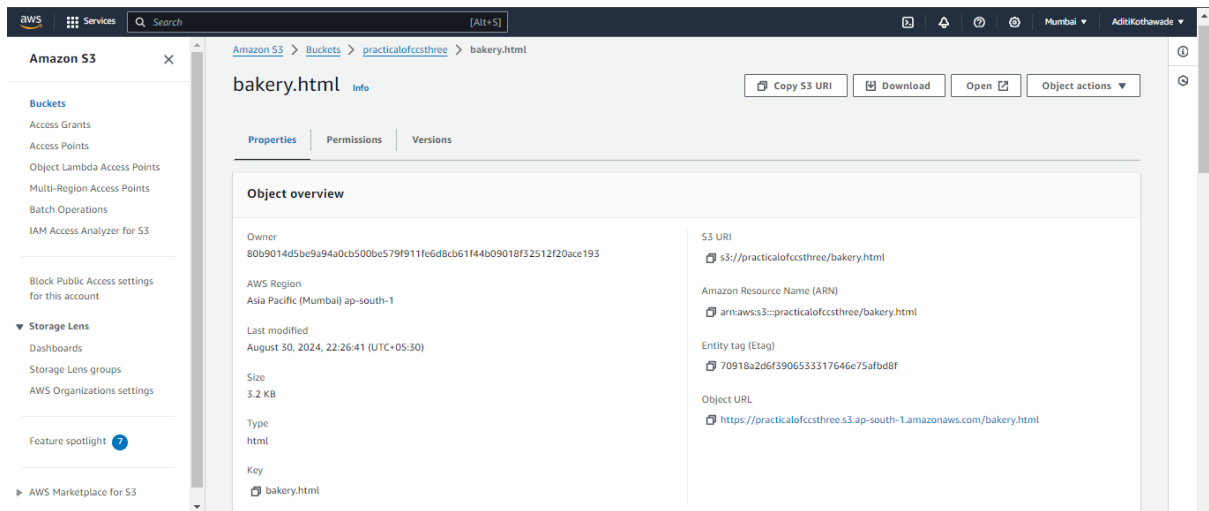 aws Services Search [Alt+S] Mumbai AditiKothawade
Amazon S3
Buckets
Access Grants
Access Points
Object Lambda Access Points
Multi-Region Access Points
Batch Operations
IAM Access Analyzer for S3
Block Public Access settings
for this account
Storage Lens
Dashboards
Storage Lens groups
AWS Organizations settings
Feature spotlight 7
AWS Marketplace for S3
Amazon S3 > Buckets > practicalofccsthree > bakery.html
bakery.html Info
Copy S3 URI Download Open Object actions
Properties Permissions Versions
Object overview
Owner
80b9014d5be9a94a0cb500be579f911fe6d8cb61f44b09018f32512f20ace193
AWS Region
Asia Pacific (Mumbai) ap-south-1
Last modified
August 30, 2024, 22:26:41 (UTC+05:30)
Size
3.2 KB
Type
html
Key
bakery.html
S3 URI
s3://practicalofccsthree/bakery.html
Amazon Resource Name (ARN)
arn:aws:s3:::practicalofccsthree/bakery.html
Entity tag (Etag)
70918a2d6f3906533317646e75afbd8f
Object URL
https://practicalofccsthree.s3.ap-south-1.amazonaws.com/bakery.html